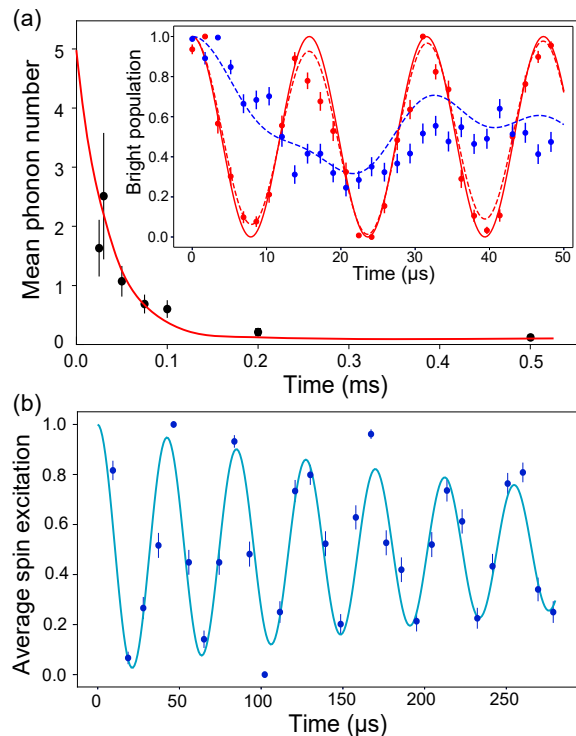 (a)
Mean phonon number
5
4
3
2
1
0
0.0 0.1 0.2 0.3 0.4 0.5
Time (ms)
Bright population
1.0
0.8
0.6
0.4
0.2
0.0
0 10 20 30 40 50
Time (µs)
(b)
Average spin excitation
1.0
0.8
0.6
0.4
0.2
0.0
0 50 100 150 200 250
Time (µs)